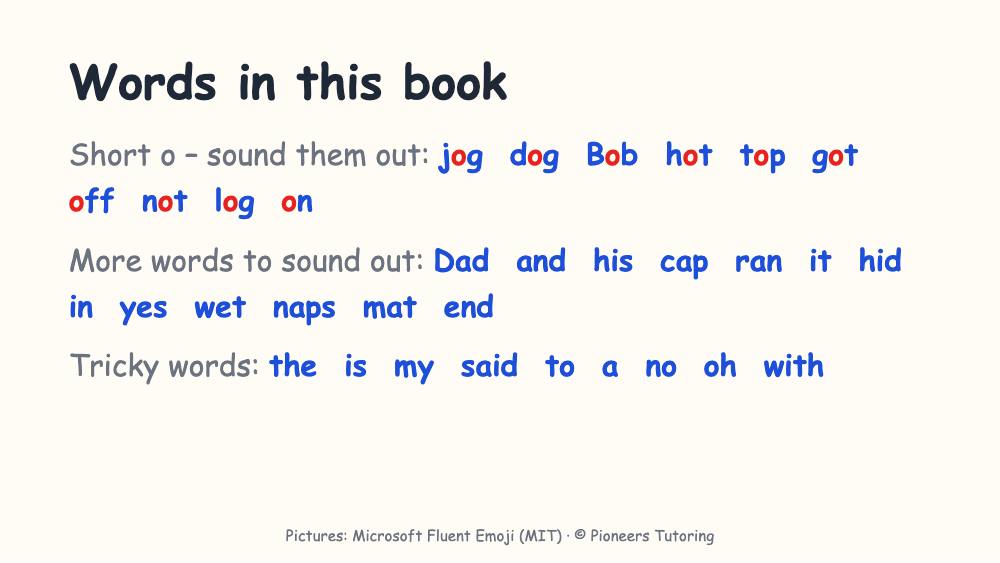 Words in this book
Short o – sound them out: jog dog Bob hot top got
off not log on
More words to sound out: Dad and his cap ran it hid
in yes wet naps mat end
Tricky words: the is my said to a no oh with
Pictures: Microsoft Fluent Emoji (MIT) · © Pioneers Tutoring